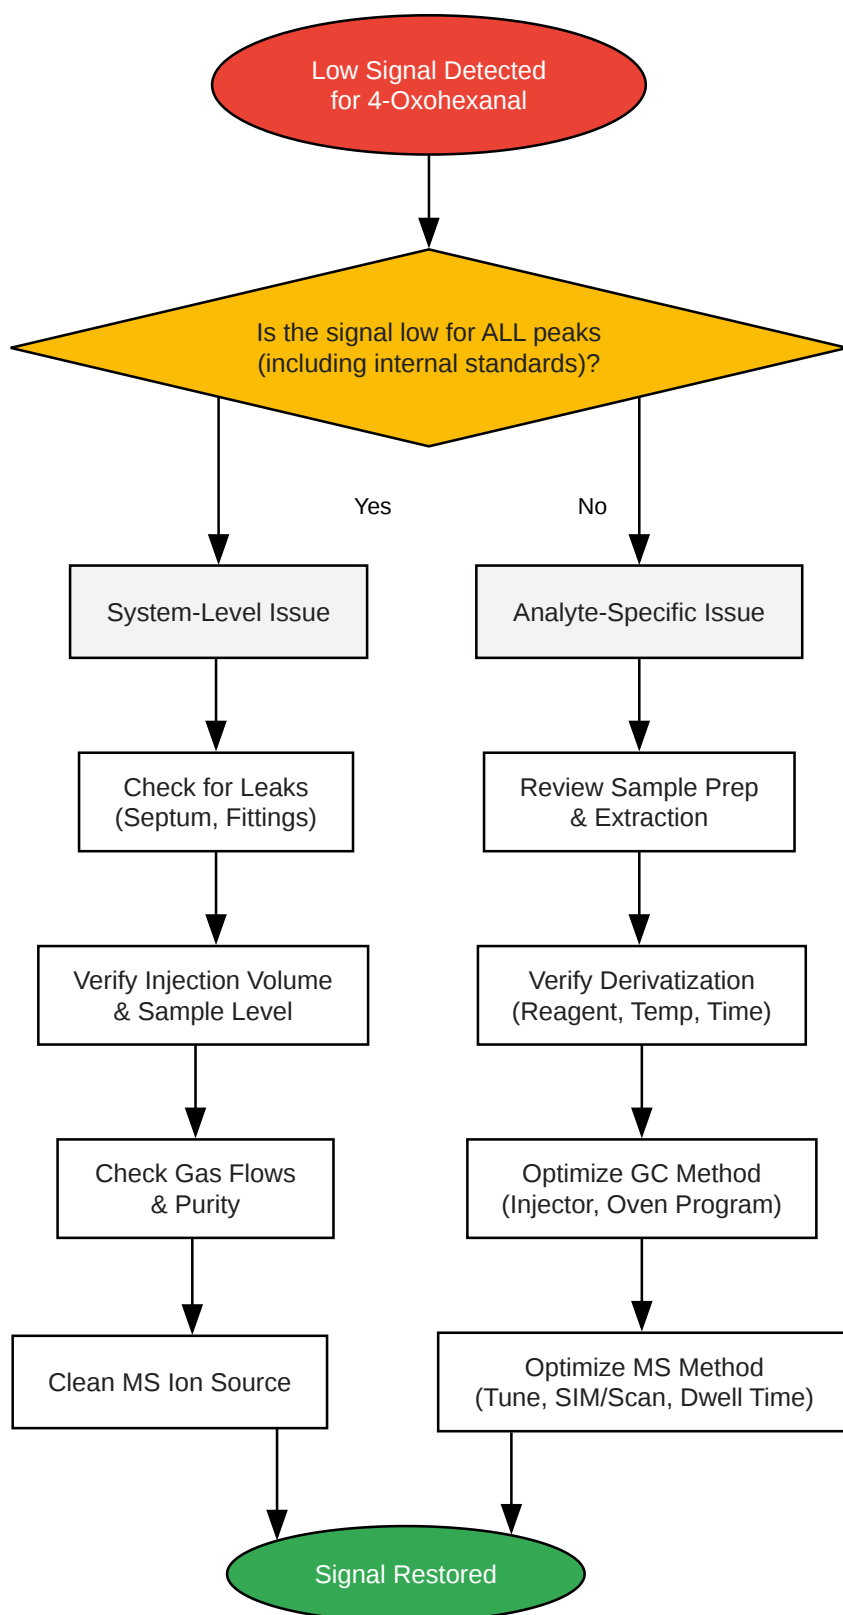 Low Signal Detected
for 4-Oxohexanal
Is the signal low for ALL peaks
(including internal standards)?
Yes
No
System-Level Issue
Analyte-Specific Issue
Check for Leaks
(Septum, Fittings)
Review Sample Prep
& Extraction
Verify Injection Volume
& Sample Level
Verify Derivatization
(Reagent, Temp, Time)
Check Gas Flows
& Purity
Optimize GC Method
(Injector, Oven Program)
Clean MS Ion Source
Optimize MS Method
(Tune, SIM/Scan, Dwell Time)
Signal Restored